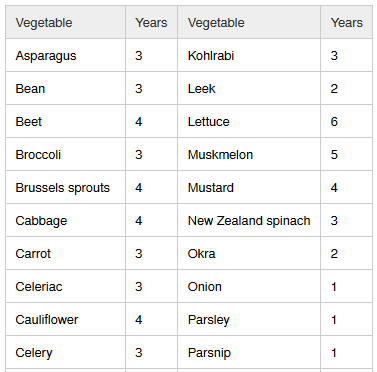 Vegetable Years Vegetable Years
Asparagus 3 Kohlrabi 3
Bean 3 Leek 2
Beet 4 Lettuce 6
Broccoli 3 Muskmelon 5
Brussels sprouts 4 Mustard 4
Cabbage 4 New Zealand spinach 3
Carrot 3 Okra 2
Celeriac 3 Onion 1
Cauliflower 4 Parsley 1
Celery 3 Parsnip 1